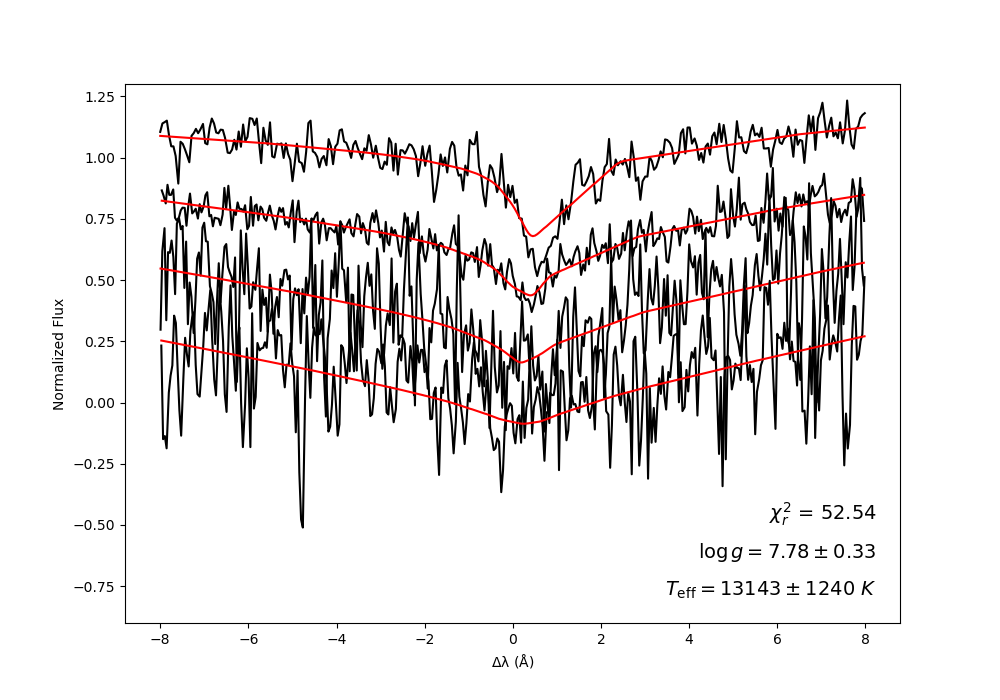 1.25
1.00
0.75
0.50
0.25
0.00
−0.25
−0.50
−0.75
Normalized Flux
χ²ᵣ = 52.54
log g = 7.78 ± 0.33
T_eff = 13143 ± 1240 K
−8 −6 −4 −2 0 2 4 6 8
Δλ (Å)